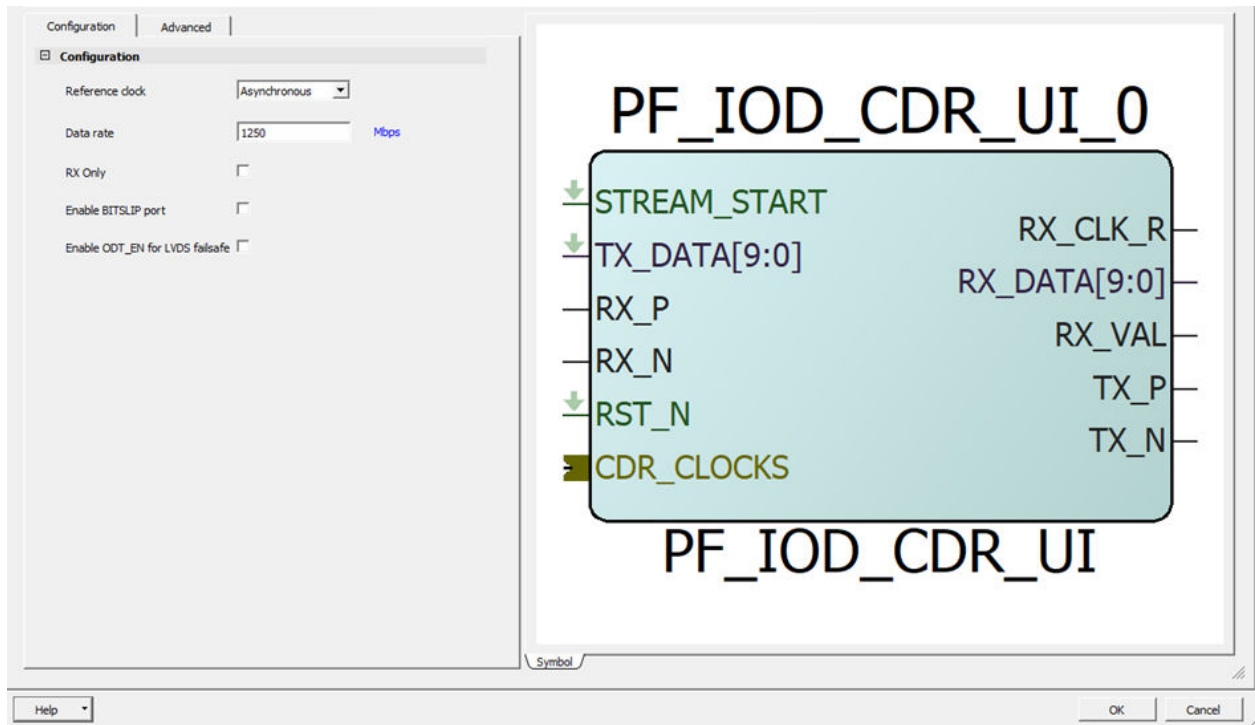 Configuration Advanced
Configuration
Reference clock Asynchronous
Data rate 1250 Mbps
RX Only
Enable BITSLIP port
Enable ODT_EN for LVDS failsafe
PF_IOD_CDR_UI_0
STREAM_START
TX_DATA[9:0]
RX_P
RX_N
RST_N
CDR_CLOCKS
RX_CLK_R
RX_DATA[9:0]
RX_VAL
TX_P
TX_N
PF_IOD_CDR_UI
Symbol
Help OK Cancel